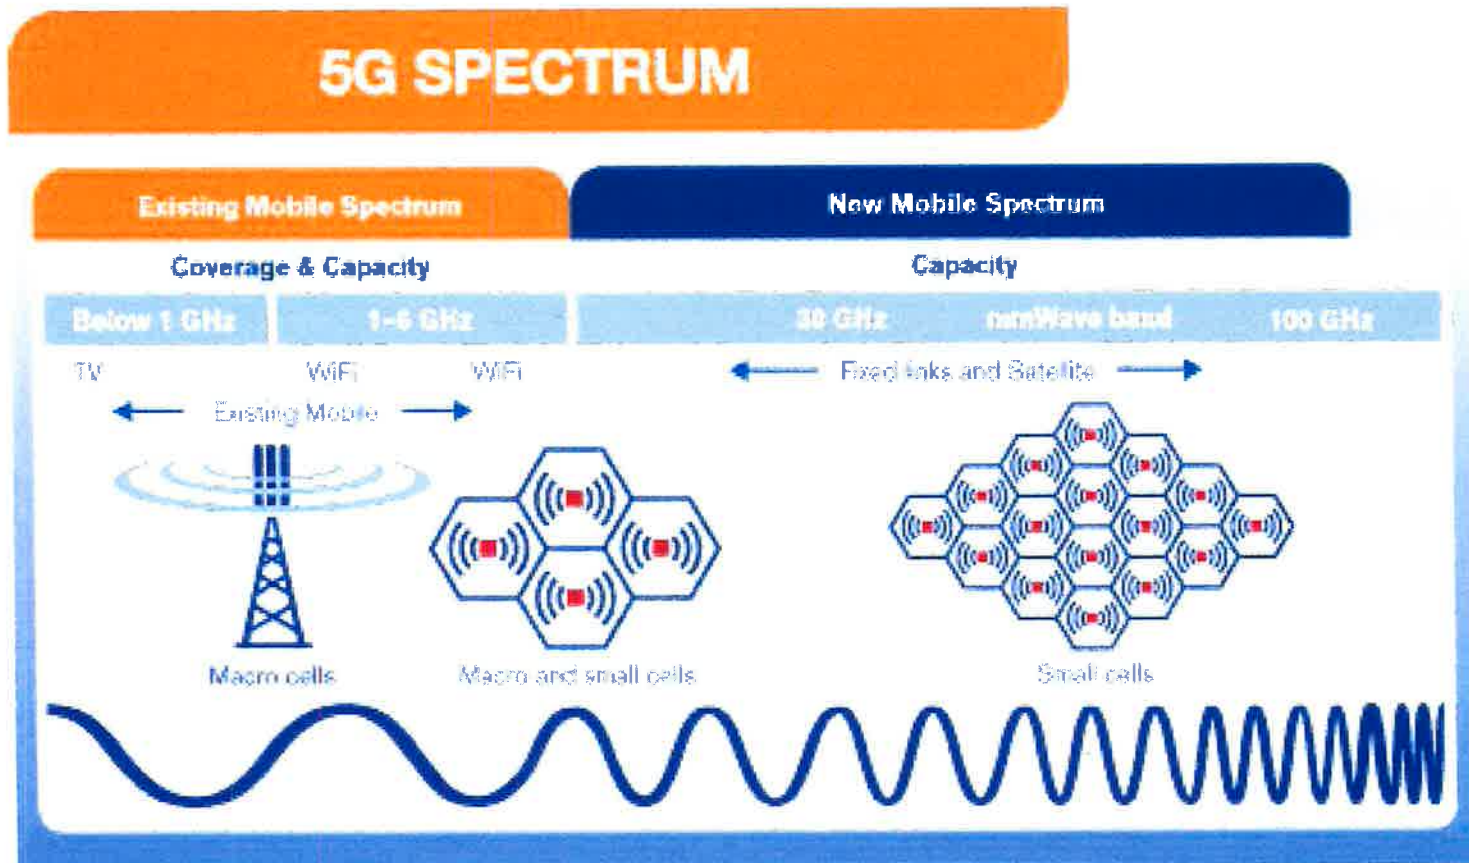 5G SPECTRUM
Existing Mobile Spectrum
New Mobile Spectrum
Coverage & Capacity
Capacity
Below 1 GHz
1-6 GHz
30 GHz
mmWave band
100 GHz
TV
WiFi
WiFi
Fixed links and Satellite
Existing Mobile
Macro cells
Macro and small cells
Small cells